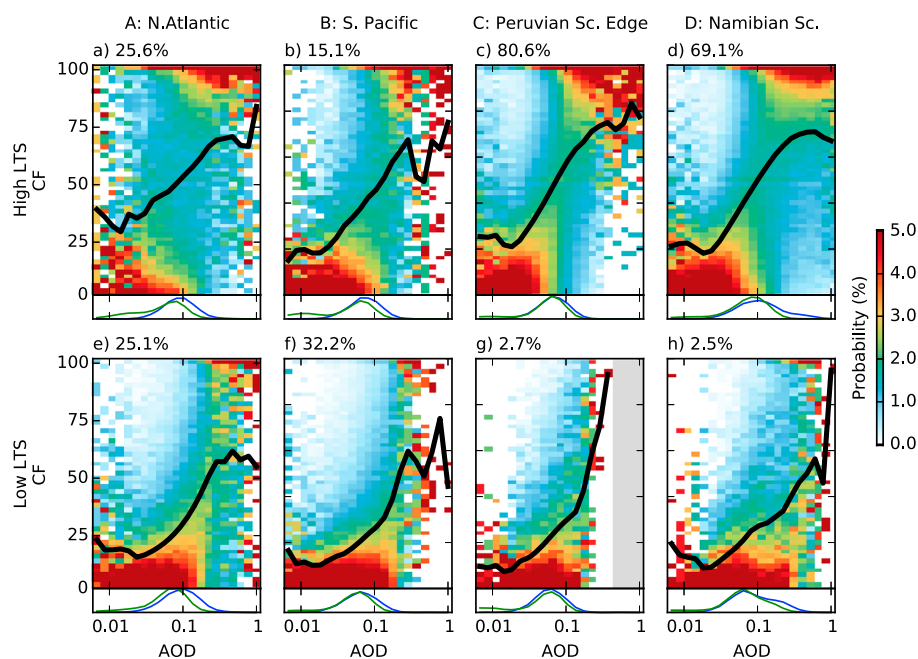 A: N.Atlantic B: S. Pacific C: Peruvian Sc. Edge D: Namibian Sc.
a) 25.6% b) 15.1% c) 80.6% d) 69.1%
100
75
50
25
0
High LTS
CF
e) 25.1% f) 32.2% g) 2.7% h) 2.5%
100
75
50
25
0
Low LTS
CF
0.01 0.1 1 0.01 0.1 1 0.01 0.1 1 0.01 0.1 1
AOD AOD AOD AOD
5.0
4.0
3.0
2.0
1.0
0.0
Probability (%)